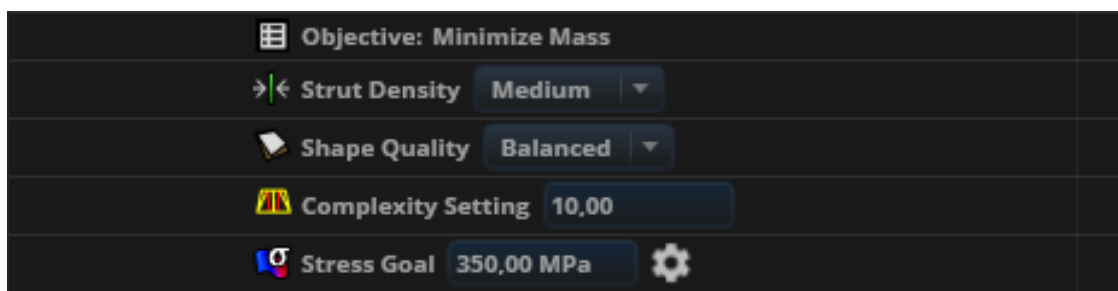 Objective: Minimize Mass
Strut Density Medium
Shape Quality Balanced
Complexity Setting 10,00
σ Stress Goal 350,00 MPa